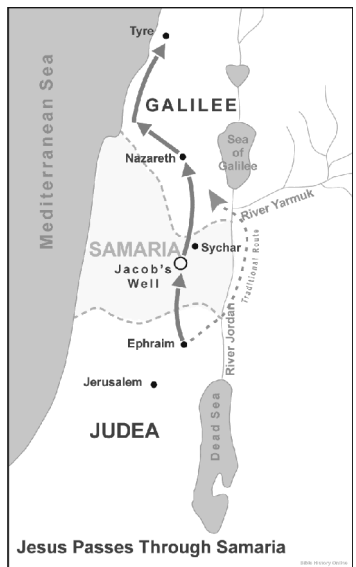 Tyre
Mediterranean Sea
GALILEE
Sea
of
Galilee
Nazareth
River Yarmuk
SAMARIA
Sychar
Jacob's
Well
Traditional Route
River Jordan
Ephraim
Jerusalem
Dead Sea
JUDEA
Jesus Passes Through Samaria